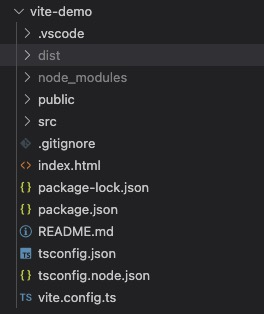 vite-demo
.vscode
dist
node_modules
public
src
.gitignore
index.html
package-lock.json
package.json
README.md
tsconfig.json
tsconfig.node.json
vite.config.ts